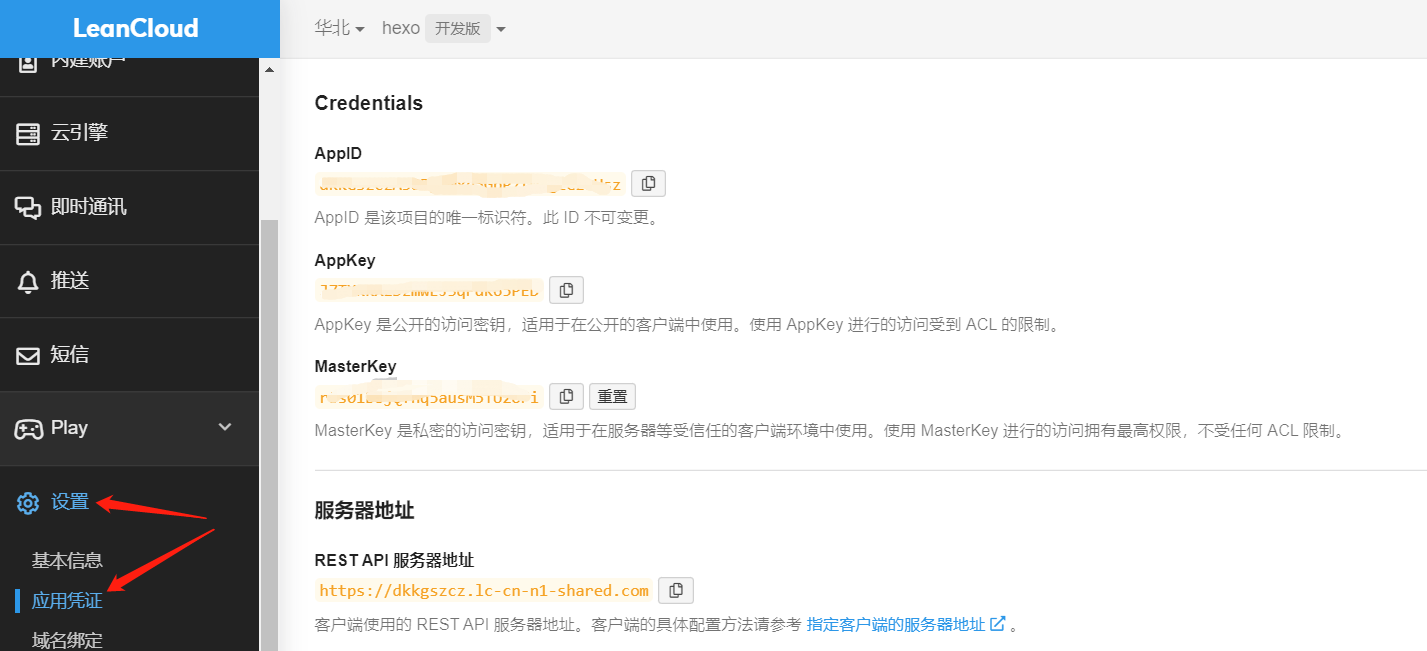 LeanCloud
华北
hexo
开发版
内建账户
云引擎
即时通讯
推送
短信
Play
设置
基本信息
应用凭证
域名绑定
Credentials
AppID
AppID 是该项目的唯一标识符。此 ID 不可变更。
AppKey
AppKey 是公开的访问密钥，适用于在公开的客户端中使用。使用 AppKey 进行的访问受到 ACL 的限制。
MasterKey
重置
MasterKey 是私密的访问密钥，适用于在服务器等受信任的客户端环境中使用。使用 MasterKey 进行的访问拥有最高权限，不受任何 ACL 限制。
服务器地址
REST API 服务器地址
https://dkkgszcz.lc-cn-n1-shared.com
客户端使用的 REST API 服务器地址。客户端的具体配置方法请参考 指定客户端的服务器地址 。